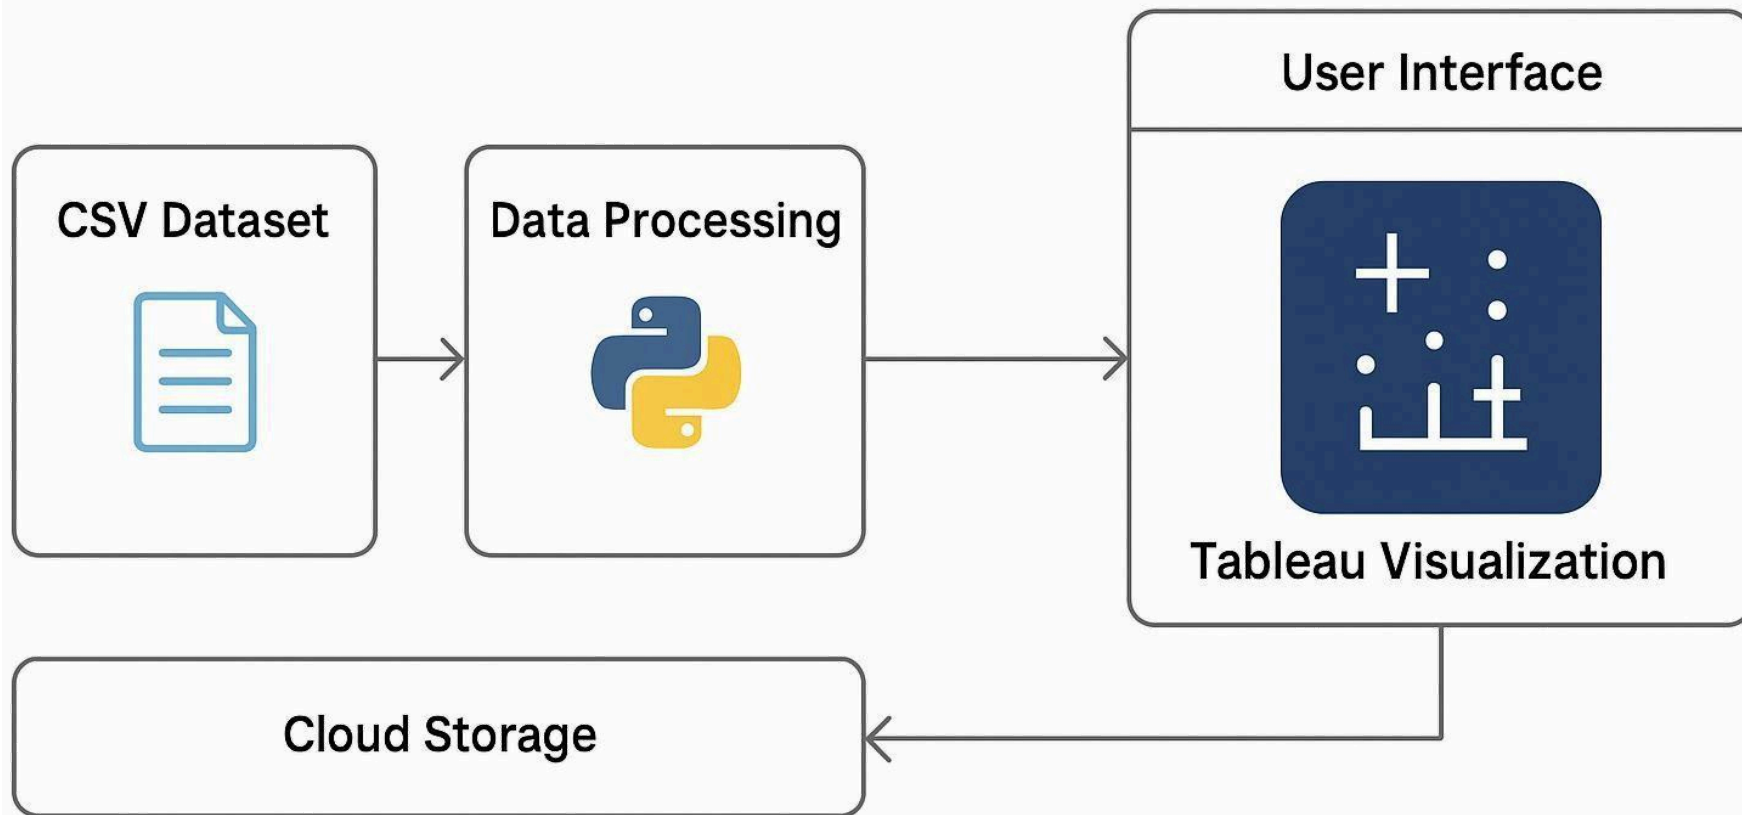 User Interface
CSV Dataset
Data Processing
Tableau Visualization
Cloud Storage